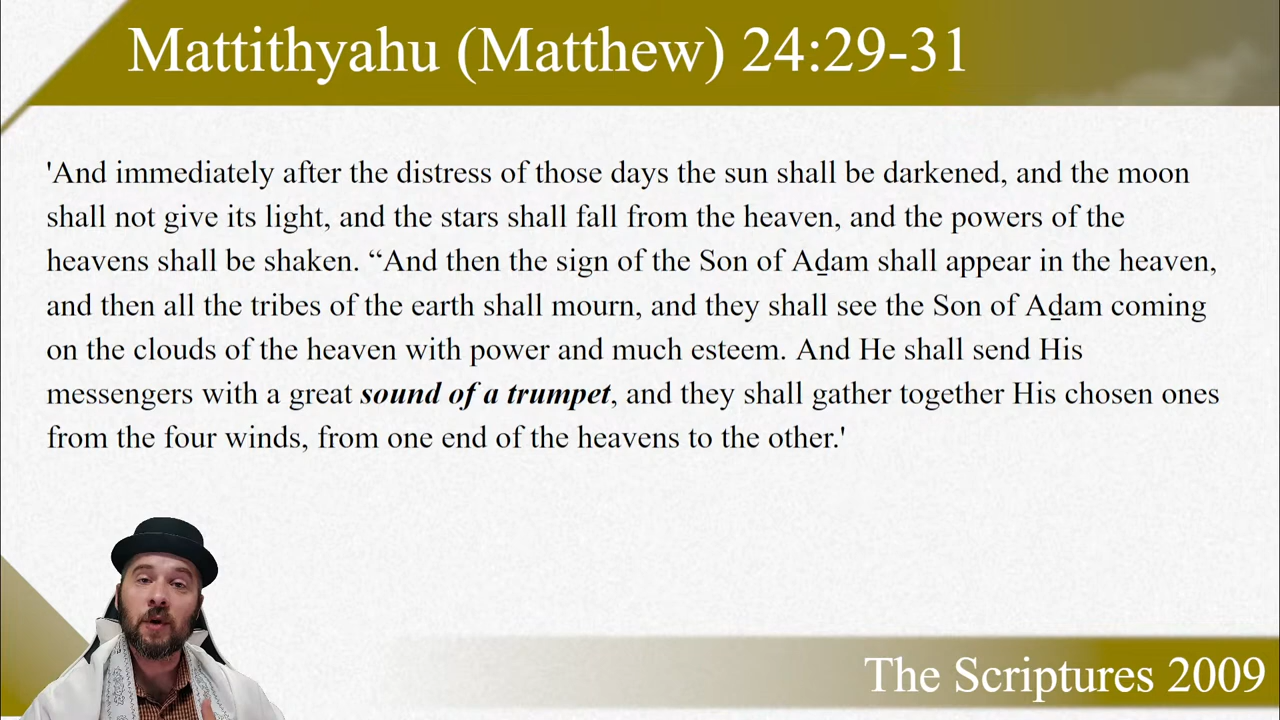 Mattithyahu (Matthew) 24:29-31
'And immediately after the distress of those days the sun shall be darkened, and the moon
shall not give its light, and the stars shall fall from the heaven, and the powers of the
heavens shall be shaken. “And then the sign of the Son of Aḏam shall appear in the heaven,
and then all the tribes of the earth shall mourn, and they shall see the Son of Aḏam coming
on the clouds of the heaven with power and much esteem. And He shall send His
messengers with a great sound of a trumpet, and they shall gather together His chosen ones
from the four winds, from one end of the heavens to the other.'
The Scriptures 2009